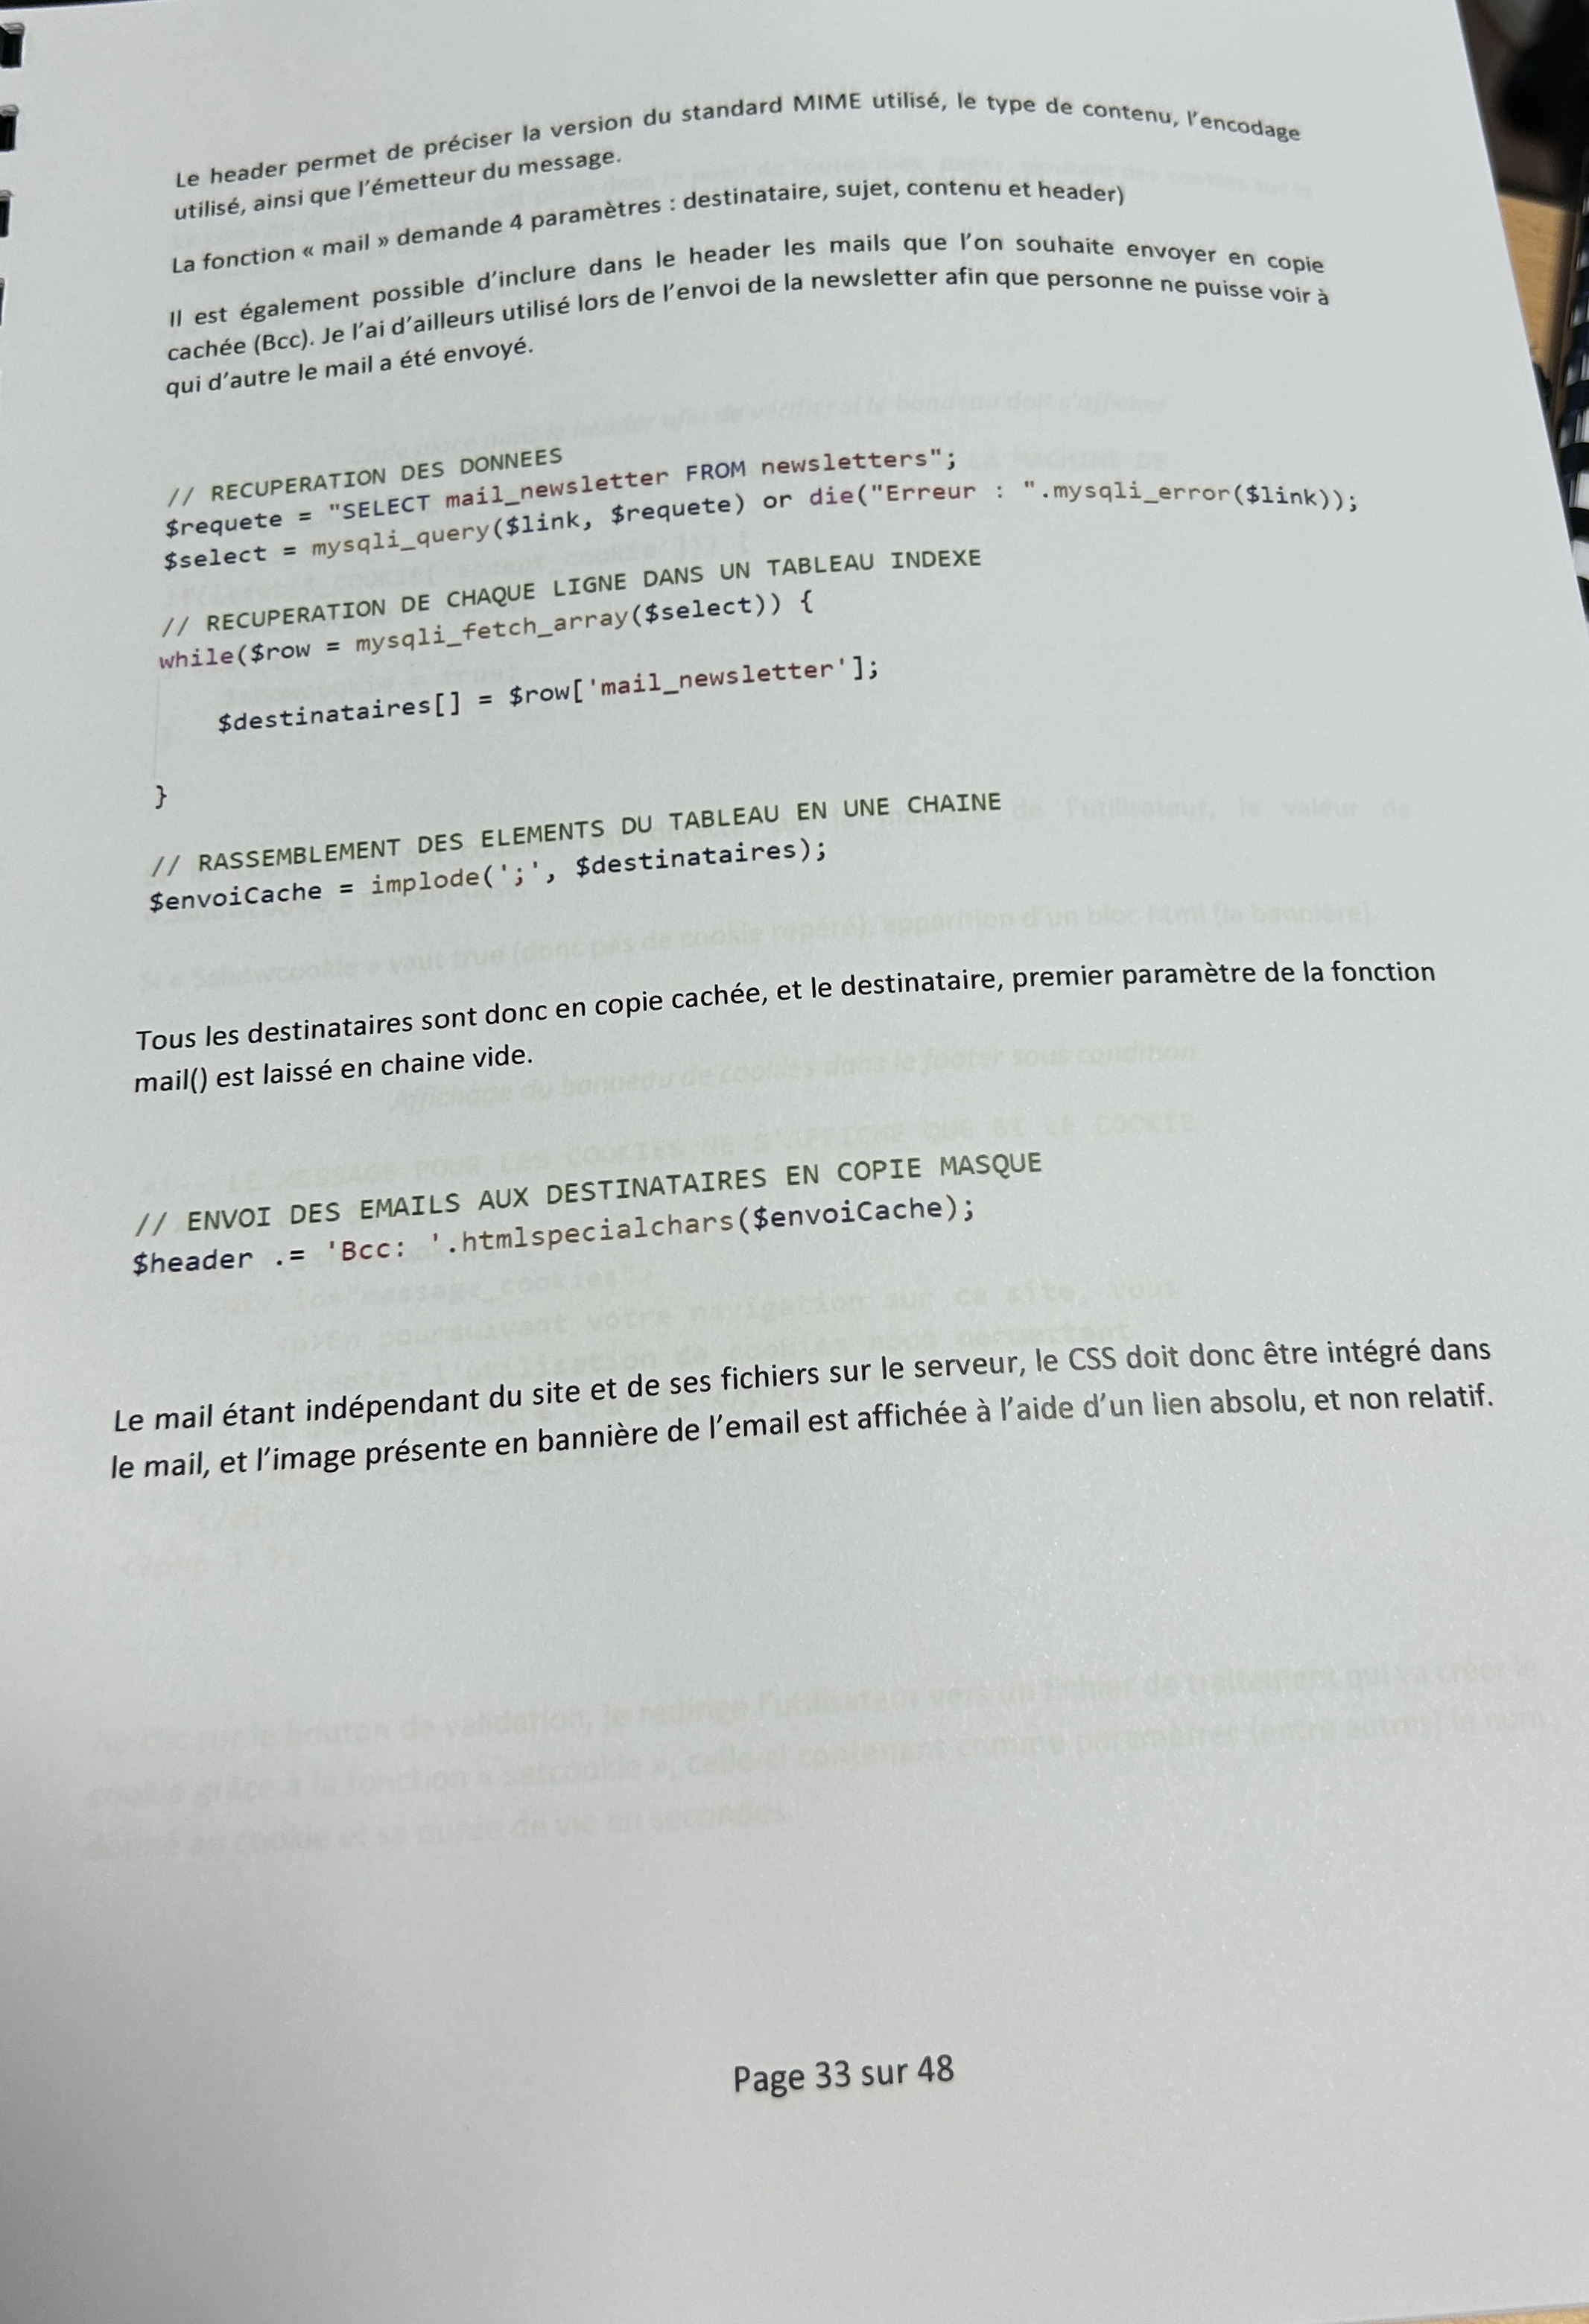 Le header permet de préciser la version du standard MIME utilisé, le type de contenu, l'encodage
utilisé, ainsi que l'émetteur du message.
La fonction « mail » demande 4 paramètres : destinataire, sujet, contenu et header)
Il est également possible d'inclure dans le header les mails que l'on souhaite envoyer en copie
cachée (Bcc). Je l'ai d'ailleurs utilisé lors de l'envoi de la newsletter afin que personne ne puisse voir à
qui d'autre le mail a été envoyé.
// RECUPERATION DES DONNEES
$requete = "SELECT mail_newsletter FROM newsletters";
$select = mysqli_query($link, $requete) or die("Erreur : ".mysqli_error($link));
// RECUPERATION DE CHAQUE LIGNE DANS UN TABLEAU INDEXE
while($row = mysqli_fetch_array($select)) {
$destinataires[] = $row['mail_newsletter'];
}
// RASSEMBLEMENT DES ELEMENTS DU TABLEAU EN UNE CHAINE
$envoiCache = implode(';', $destinataires);
Tous les destinataires sont donc en copie cachée, et le destinataire, premier paramètre de la fonction
mail() est laissé en chaine vide.
// ENVOI DES EMAILS AUX DESTINATAIRES EN COPIE MASQUE
$header .= 'Bcc: '.htmlspecialchars($envoiCache);
Le mail étant indépendant du site et de ses fichiers sur le serveur, le CSS doit donc être intégré dans
le mail, et l'image présente en bannière de l'email est affichée à l'aide d'un lien absolu, et non relatif.
Page 33 sur 48